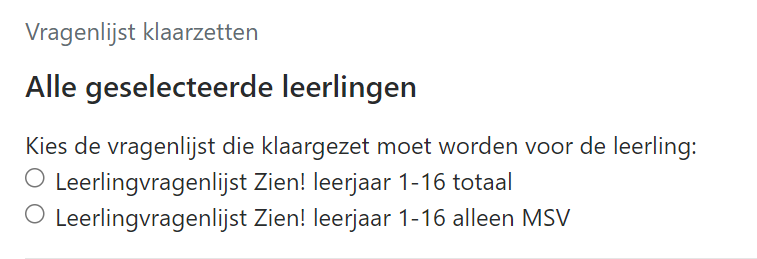 Vragenlijst klaarzetten
Alle geselecteerde leerlingen
Kies de vragenlijst die klaargezet moet worden voor de leerling:
Leerlingvragenlijst Zien! leerjaar 1-16 totaal
Leerlingvragenlijst Zien! leerjaar 1-16 alleen MSV